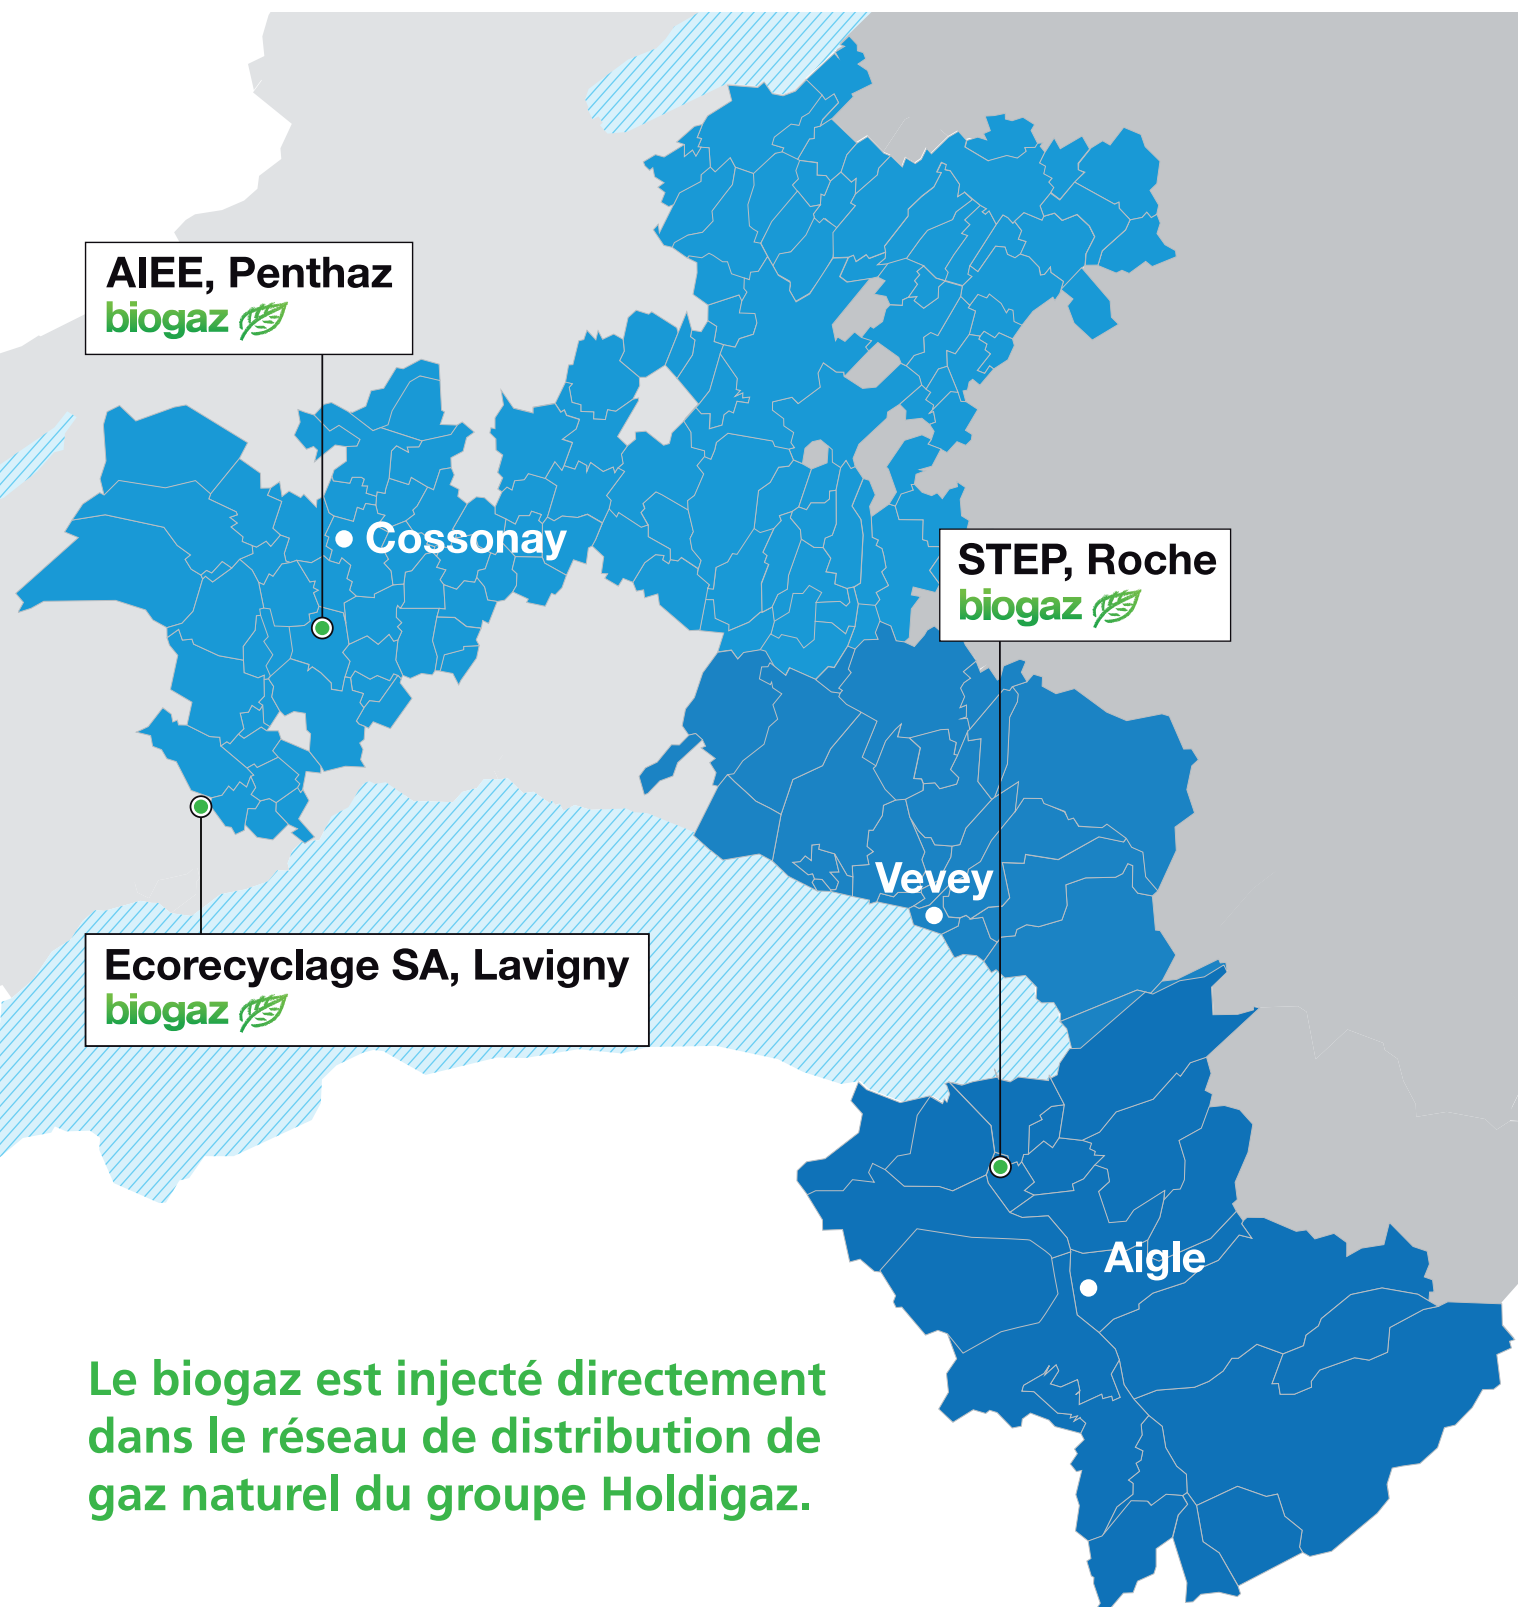 AIEE, Penthaz
biogaz
Cossonay
STEP, Roche
biogaz
Vevey
Ecorecyclage SA, Lavigny
biogaz
Aigle
Le biogaz est injecté directement
dans le réseau de distribution de
gaz naturel du groupe Holdigaz.